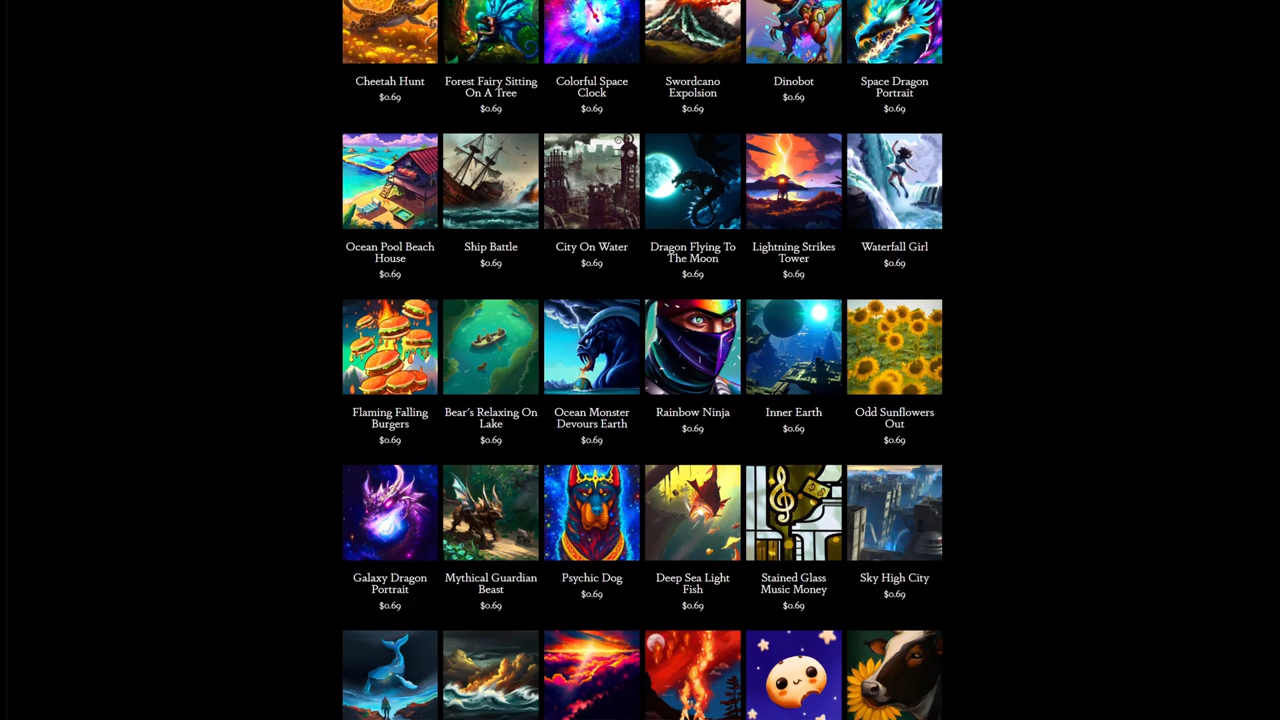 Cheetah Hunt
$0.69
Forest Fairy Sitting
On A Tree
$0.69
Colorful Space
Clock
$0.69
Swordcano
Expolsion
$0.69
Dinobot
$0.69
Space Dragon
Portrait
$0.69
Ocean Pool Beach
House
$0.69
Ship Battle
$0.69
City On Water
$0.69
Dragon Flying To
The Moon
$0.69
Lightning Strikes
Tower
$0.69
Waterfall Girl
$0.69
Flaming Falling
Burgers
$0.69
Bear's Relaxing On
Lake
$0.69
Ocean Monster
Devours Earth
$0.69
Rainbow Ninja
$0.69
Inner Earth
$0.69
Odd Sunflowers
Out
$0.69
Galaxy Dragon
Portrait
$0.69
Mythical Guardian
Beast
$0.69
Psychic Dog
$0.69
Deep Sea Light
Fish
$0.69
Stained Glass
Music Money
$0.69
Sky High City
$0.69